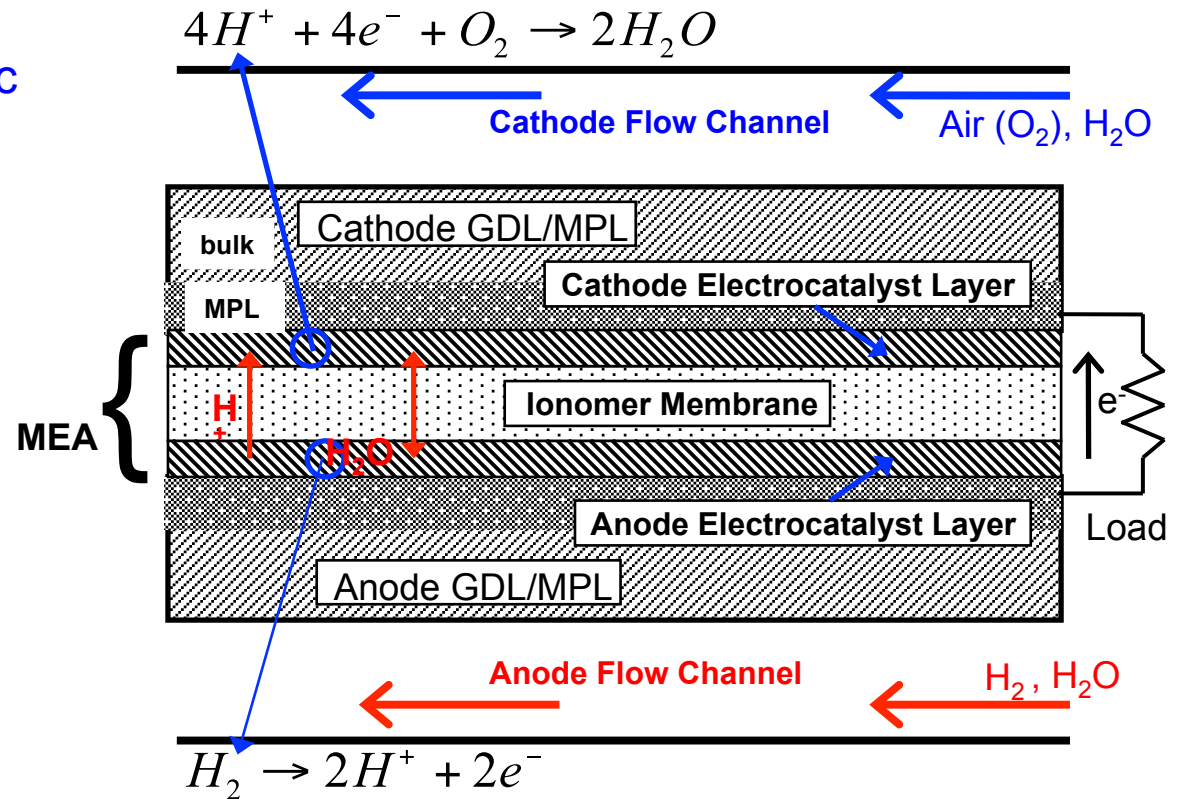 4H⁺ + 4e⁻ + O₂ → 2H₂O
C
Cathode Flow Channel
Air (O₂), H₂O
Cathode GDL/MPL
bulk
Cathode Electrocatalyst Layer
MPL
H+
Ionomer Membrane
e⁻
MEA
{
H₂O
Anode Electrocatalyst Layer
Load
Anode GDL/MPL
Anode Flow Channel
H₂, H₂O
H₂ → 2H⁺ + 2e⁻